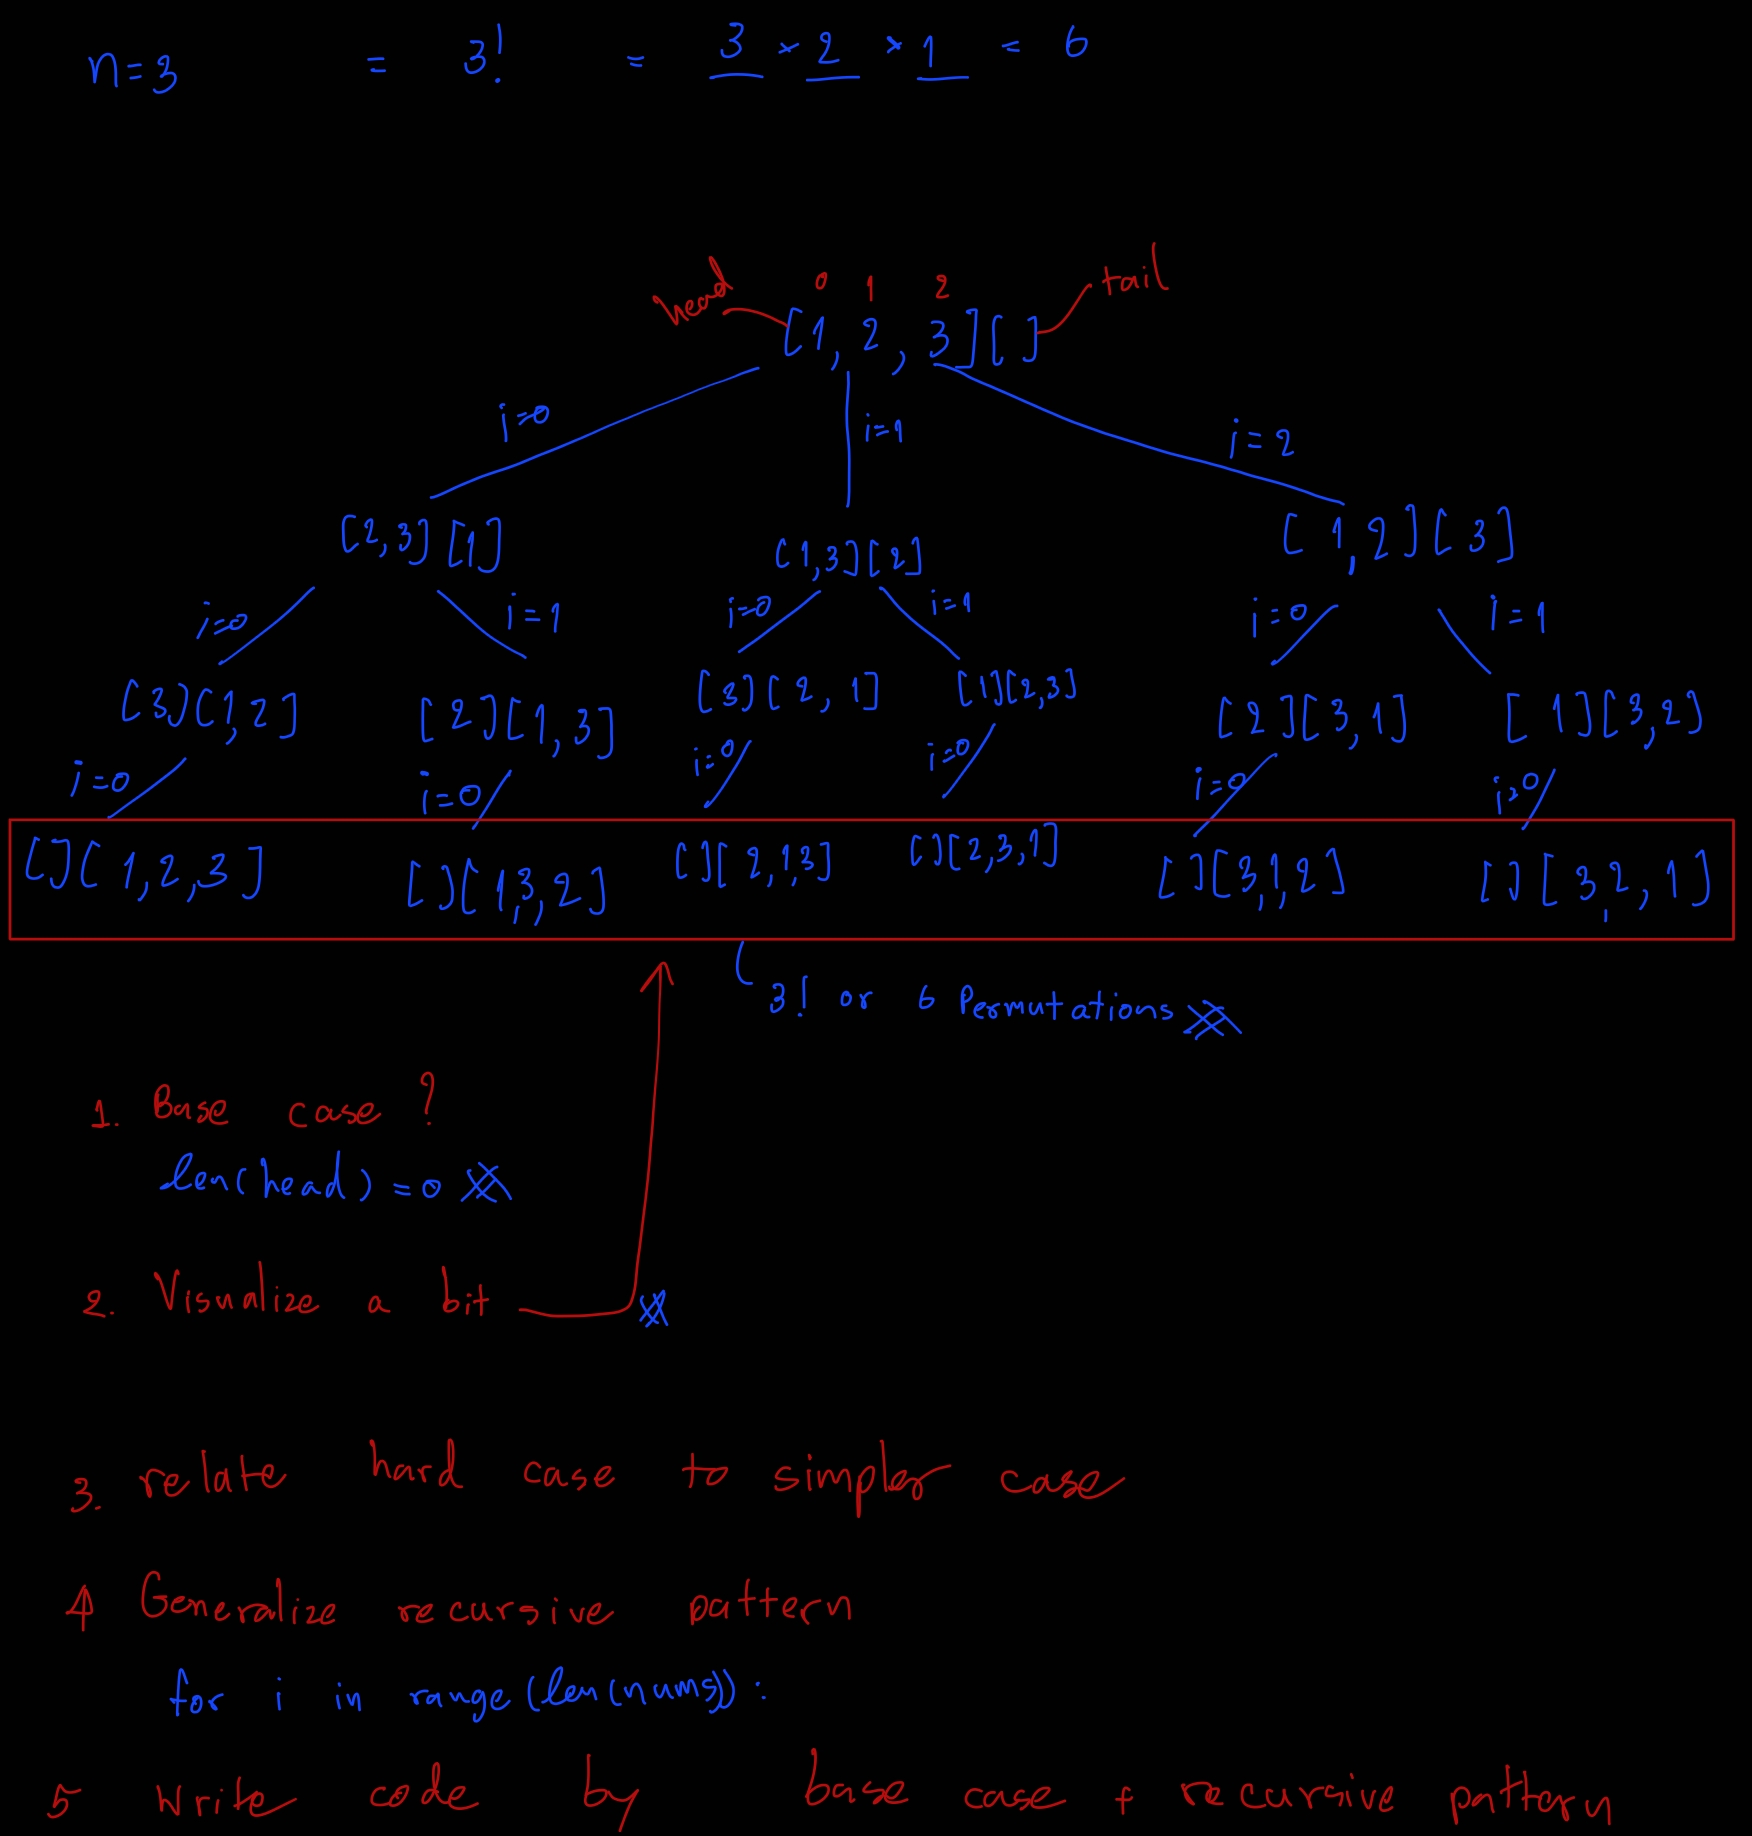 n=3 = 3! = 3 × 2 × 1 = 6
head 0 1 2 tail
[1, 2, 3][ ]
i=0 i=1 i=2
[2,3][1] [1,3][2] [1,2][3]
i=0 i=1 i=0 i=1 i=0 i=1
[3][1,2] [2][1,3] [3][2,1] [1][2,3] [2][3,1] [1][3,2]
i=0 i=0 i=0 i=0 i=0 i=0
[][1,2,3] [][1,3,2] [][2,1,3] [][2,3,1] [][3,1,2] [][3,2,1]
3! or 6 Permutations
1. Base case?
len(head) = 0
2. Visualize a bit
3. relate hard case to simpler case
4 Generalize recursive pattern
for i in range(len(nums)):
5 Write code by base case + recursive pattern